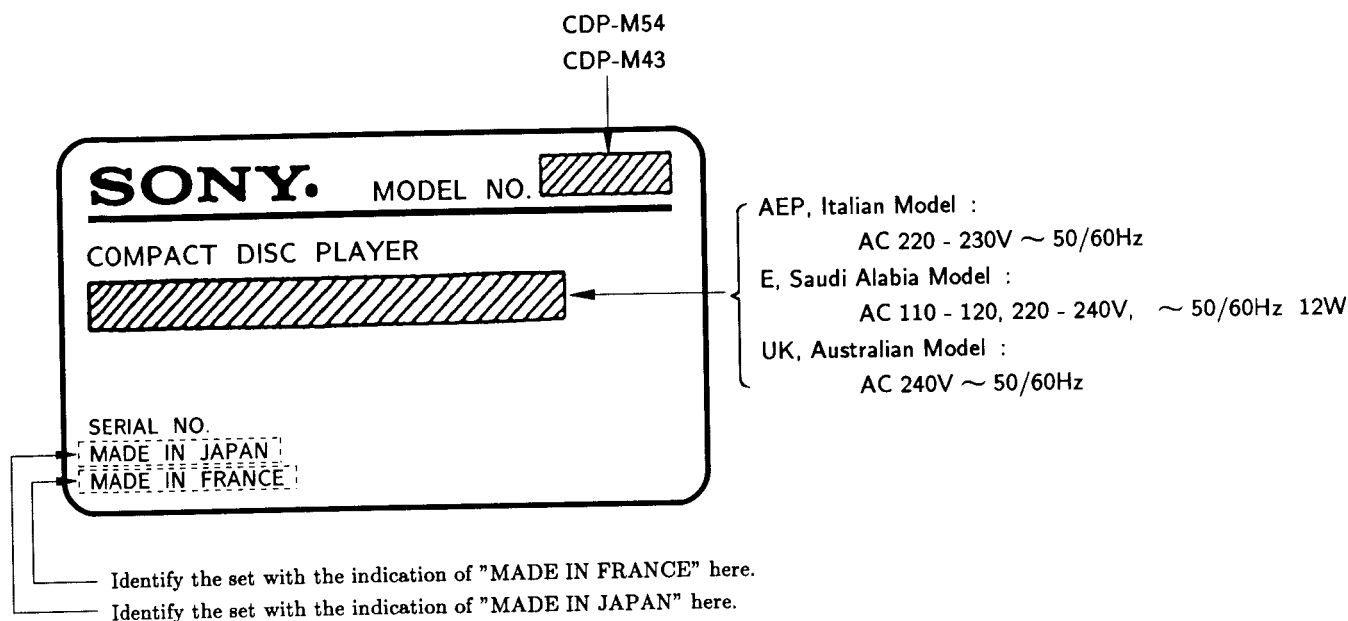 CDP-M54
CDP-M43
SONY.
MODEL NO.
COMPACT DISC PLAYER
AEP, Italian Model :
AC 220 - 230V ~ 50/60Hz
E, Saudi Alabia Model :
AC 110 - 120, 220 - 240V, ~ 50/60Hz 12W
UK, Australian Model :
AC 240V ~ 50/60Hz
SERIAL NO.
MADE IN JAPAN
MADE IN FRANCE
Identify the set with the indication of "MADE IN FRANCE" here.
Identify the set with the indication of "MADE IN JAPAN" here.